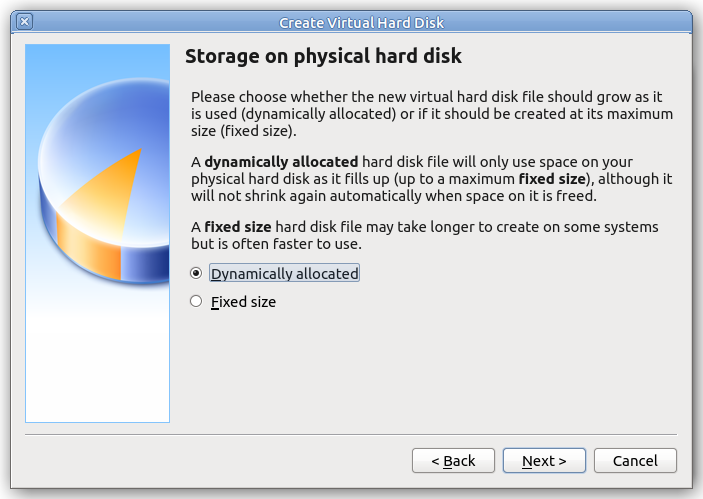 Create Virtual Hard Disk
Storage on physical hard disk
Please choose whether the new virtual hard disk file should grow as it
is used (dynamically allocated) or if it should be created at its maximum
size (fixed size).
A dynamically allocated hard disk file will only use space on your
physical hard disk as it fills up (up to a maximum fixed size), although it
will not shrink again automatically when space on it is freed.
A fixed size hard disk file may take longer to create on some systems
but is often faster to use.
Dynamically allocated
Fixed size
< Back
Next >
Cancel